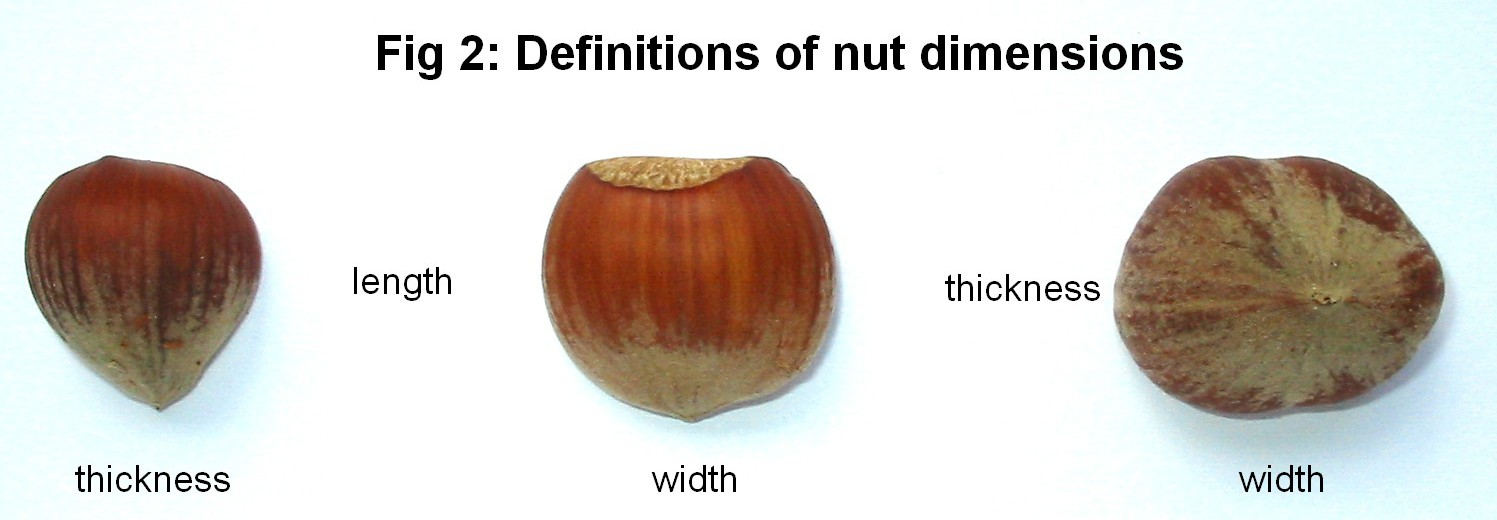 Fig 2: Definitions of nut dimensions
length
thickness
thickness
width
width